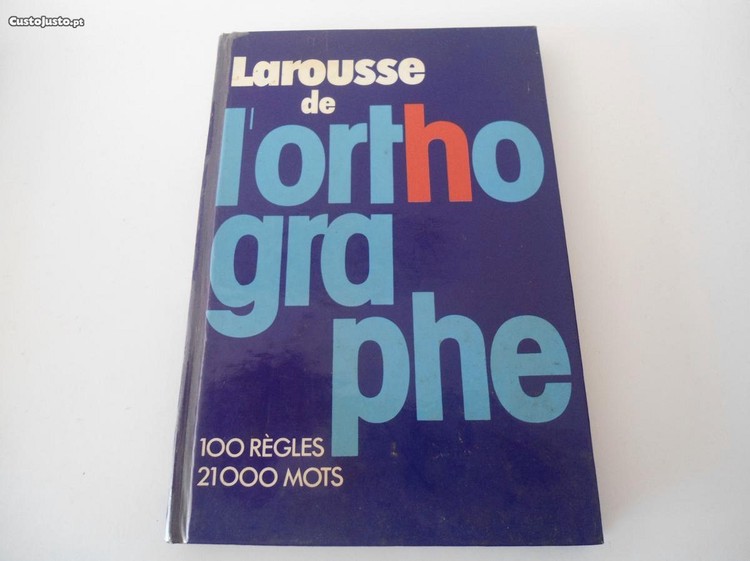 CustoJusto.pt
Larousse
de
l'ortho
gra
phe
100 RÈGLES
21000 MOTS